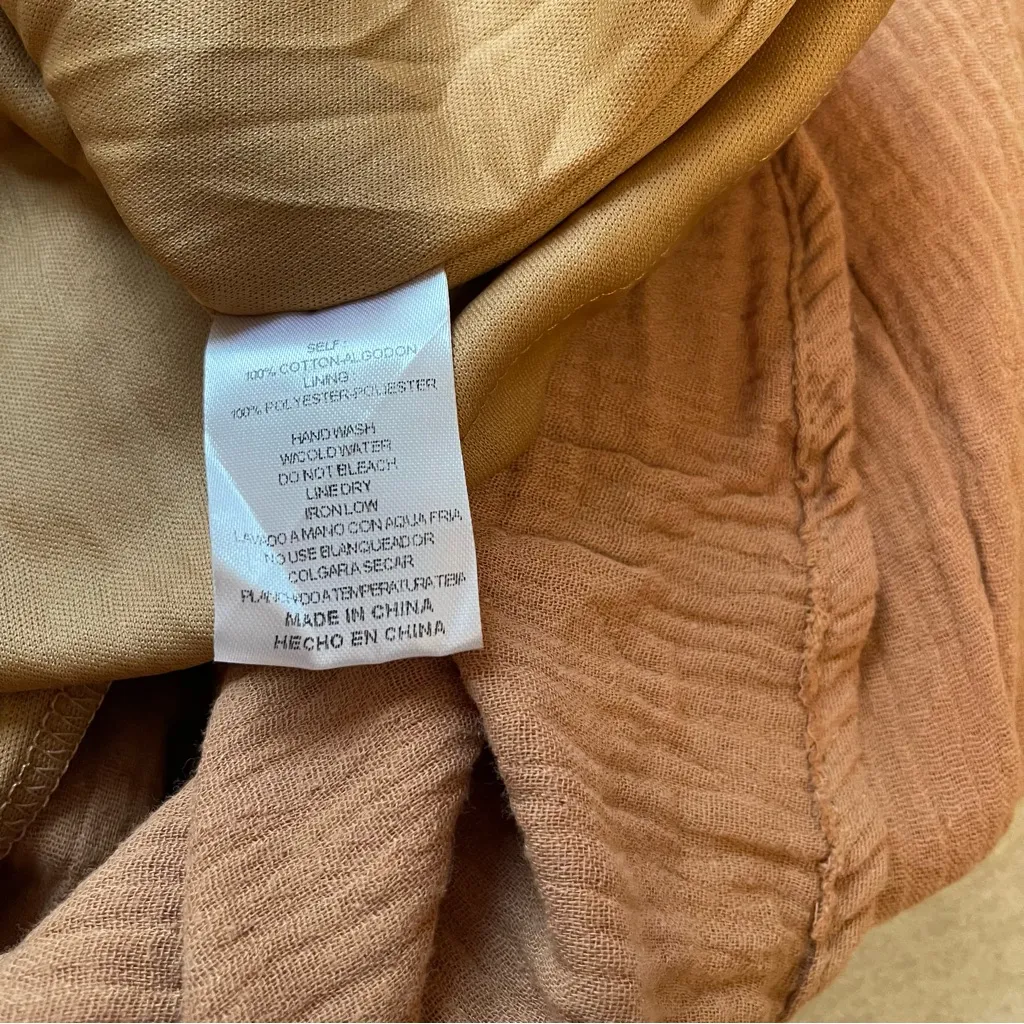 SELF:
100% COTTON-ALGODON
LINING:
100% POLYESTER-POLIESTER
HAND WASH
W/COLD WATER
DO NOT BLEACH
LINE DRY
IRON LOW
LAVADO A MANO CON AQUA FRIA,
NO USE BLANQUEADOR
COLGAR A SECAR
PLANCHADO A TEMPERATURA TIBIA
MADE IN CHINA
HECHO EN CHINA